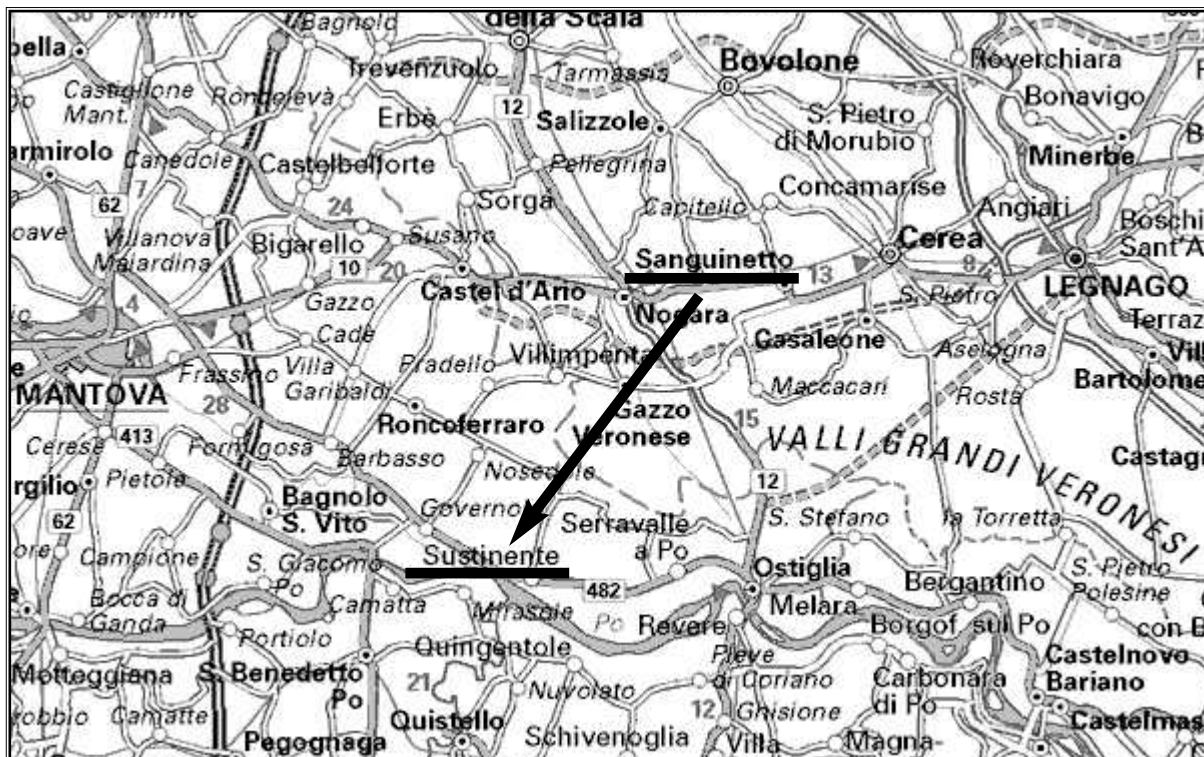 Bagnolo
della Scala
bella
Trevenzuolo
Tarmassia
Bovolone
Roverchiara
Castiglione
Mant.
12
Bonavigo
Erbè
Salizzole
S. Pietro
di Morubio
Minerbe
armirolo
Canedole
Castelbelforte
Pellegrina
Concamarise
7
62
Sorgà
Capitello
Angiari
Boschi
Sant'A
24
Villanova
Maiardina
Bigarello
Susano
Cerea
10
20
Sanguinetto
13
8
LEGNAGO
4
Gazzo
Castel d'Ario
Nogara
S. Pietro
Cadè
Casaleone
Terraz
Pradello
Villimpenta
Aselogna
Frassino
Villa
Garibaldi
Maccacari
Rosta
Bartolome
MANTOVA
28
Roncoferraro
Gazzo
Veronese
15
VALLI GRANDI VERONESI
Cerese
413
Formigosa
Barbasso
Castagn
rgilio
Pietole
12
Bagnolo
S. Vito
Governo
Serravalle
a Po
S. Stefano
la Torretta
62
Campione
S. Giacomo
Po
Sustinente
Ostiglia
S. Pietro
Polesine
482
Bergantino
Bocca di
Ganda
Camatta
Mirasole
Po
Melara
Revere
Borgof. sul Po
con B
Portiolo
Quingentole
Motteggiana
S. Benedetto
Po
Pieve
di Coriano
Castelnovo
Bariano
21
Nuvolato
Carbonara
di Po
Camatte
Quistello
12
Ghisione
Castelmas
Pegognaga
Schivenoglia
Villa
Magna-